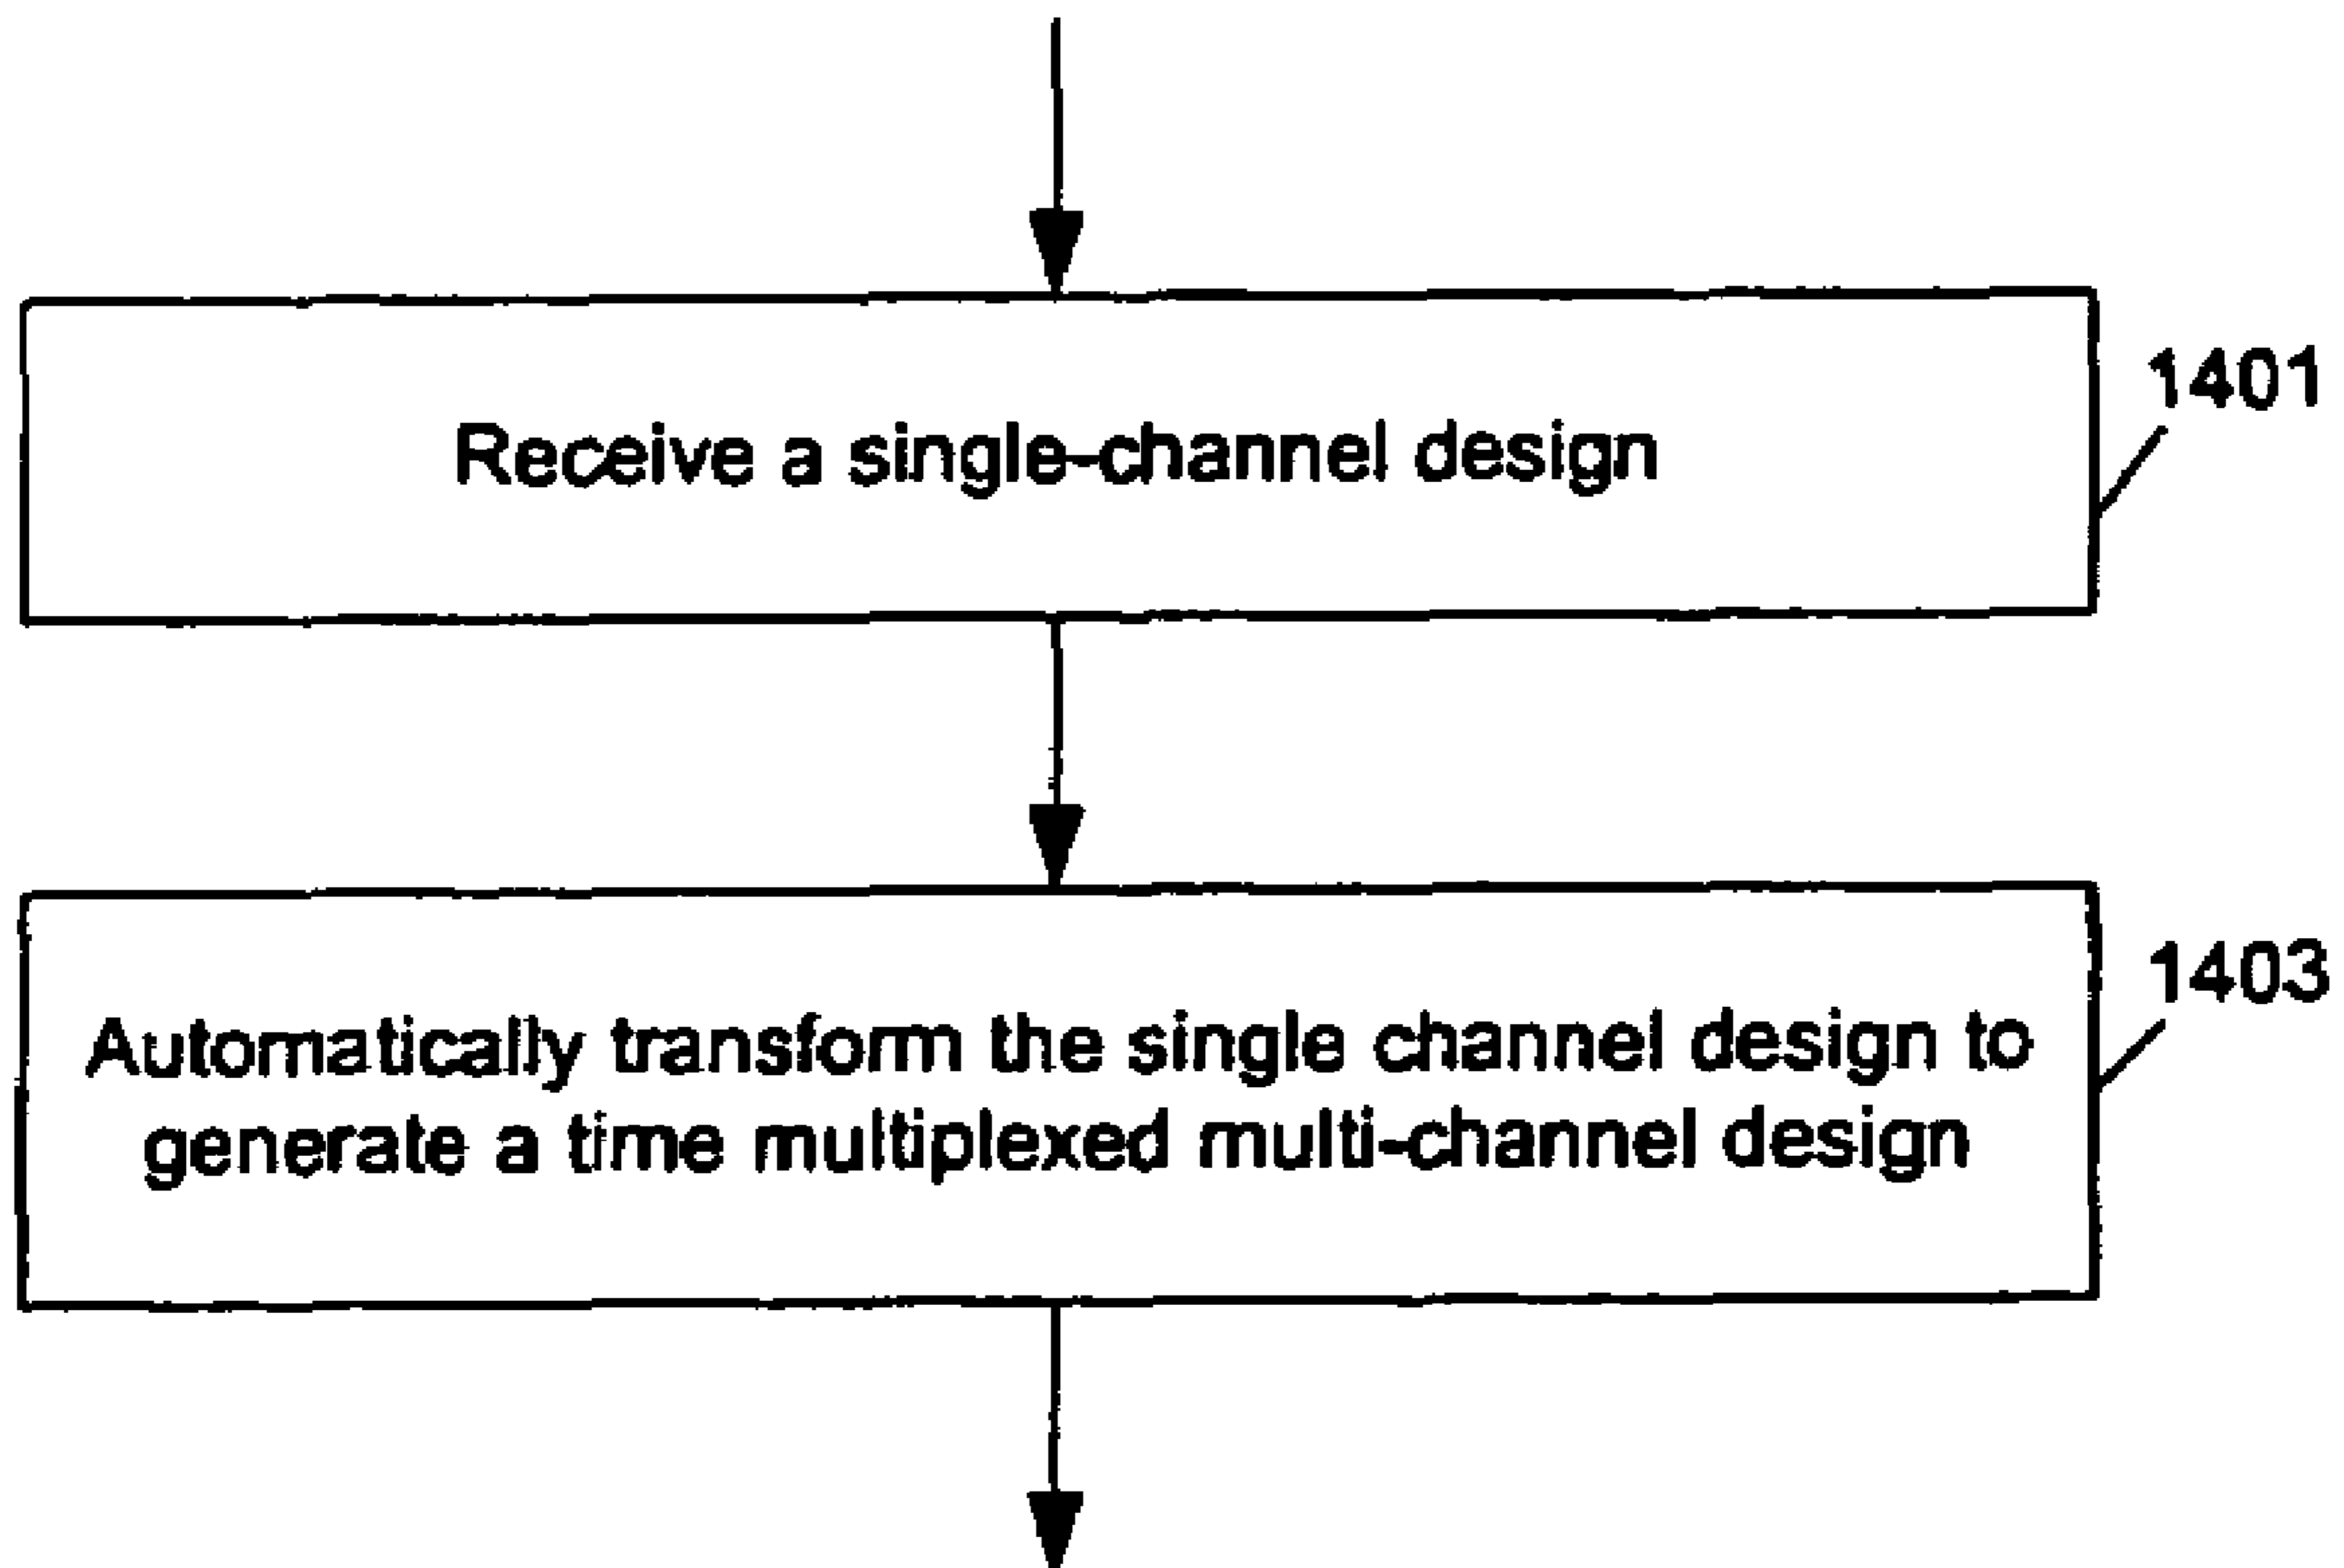 Receive a single-channel design
1401
Automatically transform the single channel design to
generate a time multiplexed multi-channel design
1403